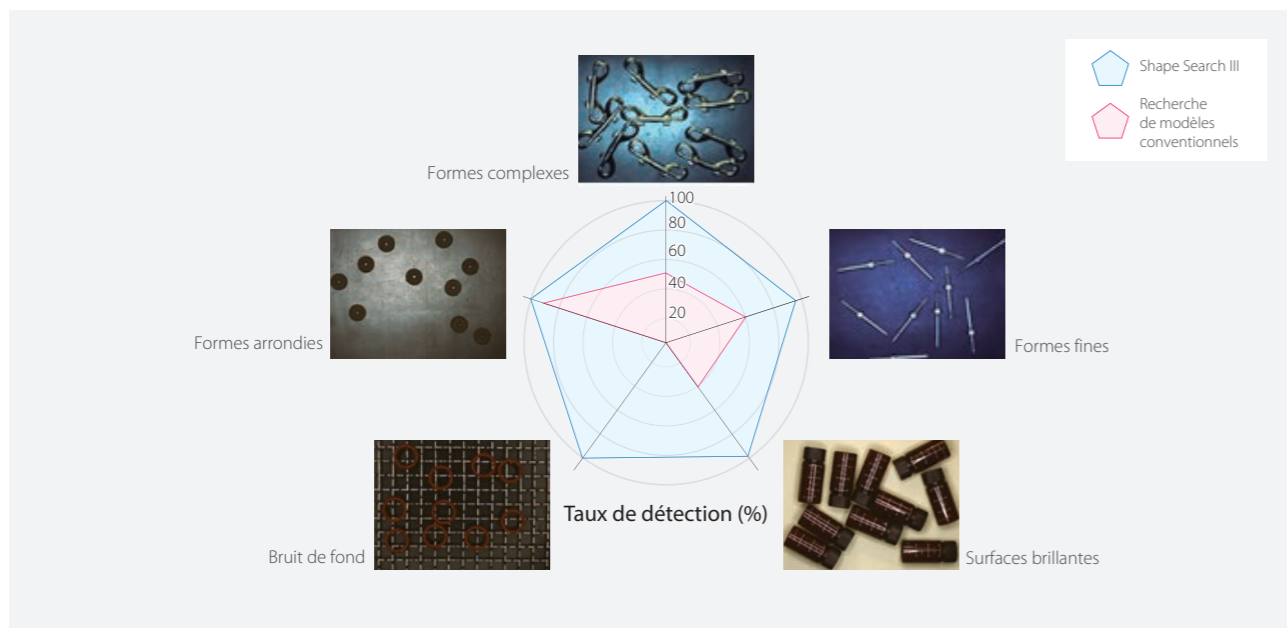 Shape Search III
Recherche
de modèles
conventionnels
Formes complexes
100
80
60
40
20
Formes arrondies
Formes fines
Taux de détection (%)
Bruit de fond
Surfaces brillantes